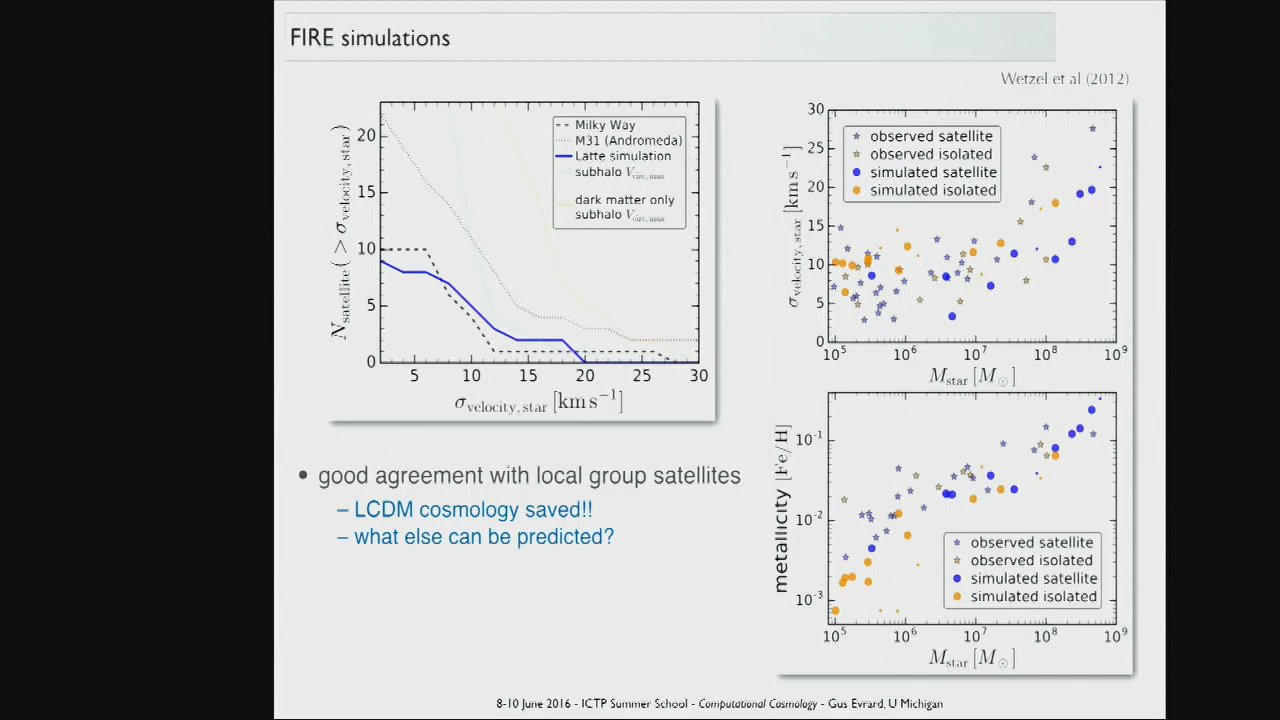 FIRE simulations
Wetzel et al (2012)
Milky Way
M31 (Andromeda)
Latte simulation
subhalo V_circ,max
dark matter only
subhalo V_circ,max
N_satellite( > σ_velocity,star)
20
15
10
5
0
5 10 15 20 25 30
σ_velocity,star [km s⁻¹]
observed satellite
observed isolated
simulated satellite
simulated isolated
σ_velocity,star [km s⁻¹]
30
25
20
15
10
5
0
10⁵ 10⁶ 10⁷ 10⁸ 10⁹
M_star [M_⊙]
metallicity [Fe/H]
10⁻¹
10⁻²
10⁻³
observed satellite
observed isolated
simulated satellite
simulated isolated
10⁵ 10⁶ 10⁷ 10⁸ 10⁹
M_star [M_⊙]
• good agreement with local group satellites
– LCDM cosmology saved!!
– what else can be predicted?
8-10 June 2016 - ICTP Summer School - Computational Cosmology - Gus Evrard, U Michigan